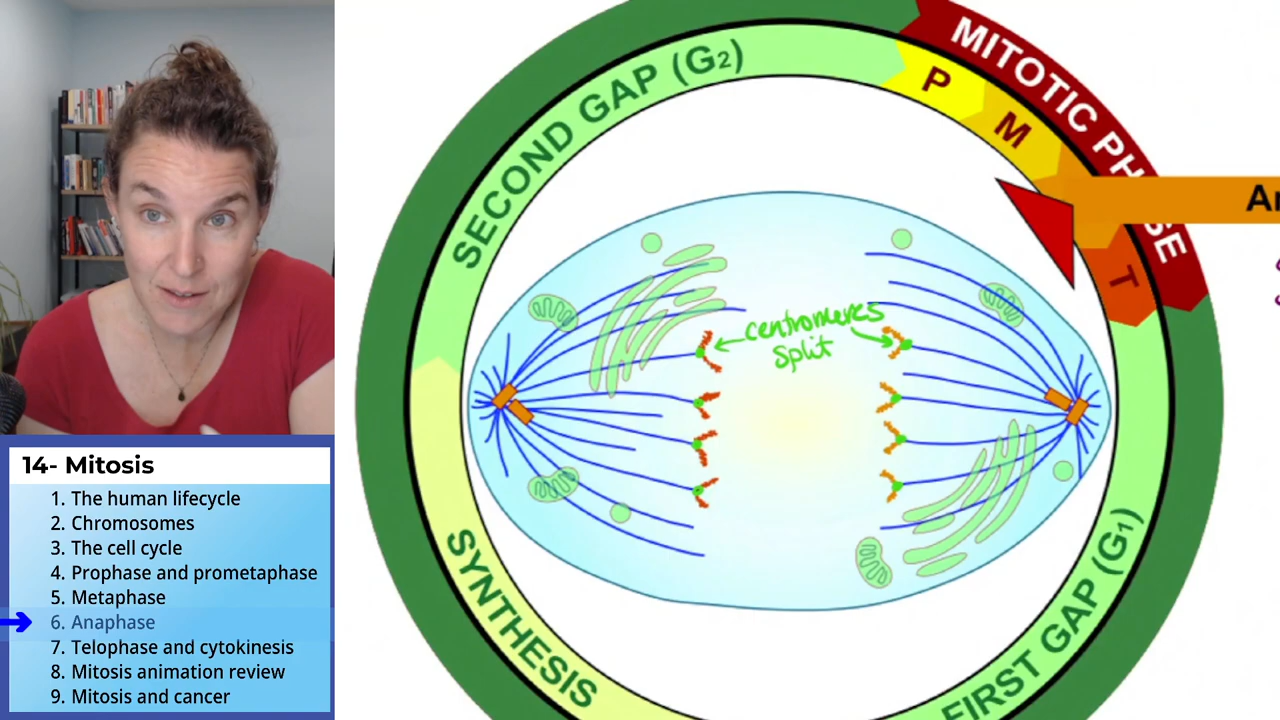 SECOND GAP (G₂)
MITOTIC PHASE
P
M
T
An
centromeres
split
SYNTHESIS
FIRST GAP (G₁)
14- Mitosis
1. The human lifecycle
2. Chromosomes
3. The cell cycle
4. Prophase and prometaphase
5. Metaphase
6. Anaphase
7. Telophase and cytokinesis
8. Mitosis animation review
9. Mitosis and cancer